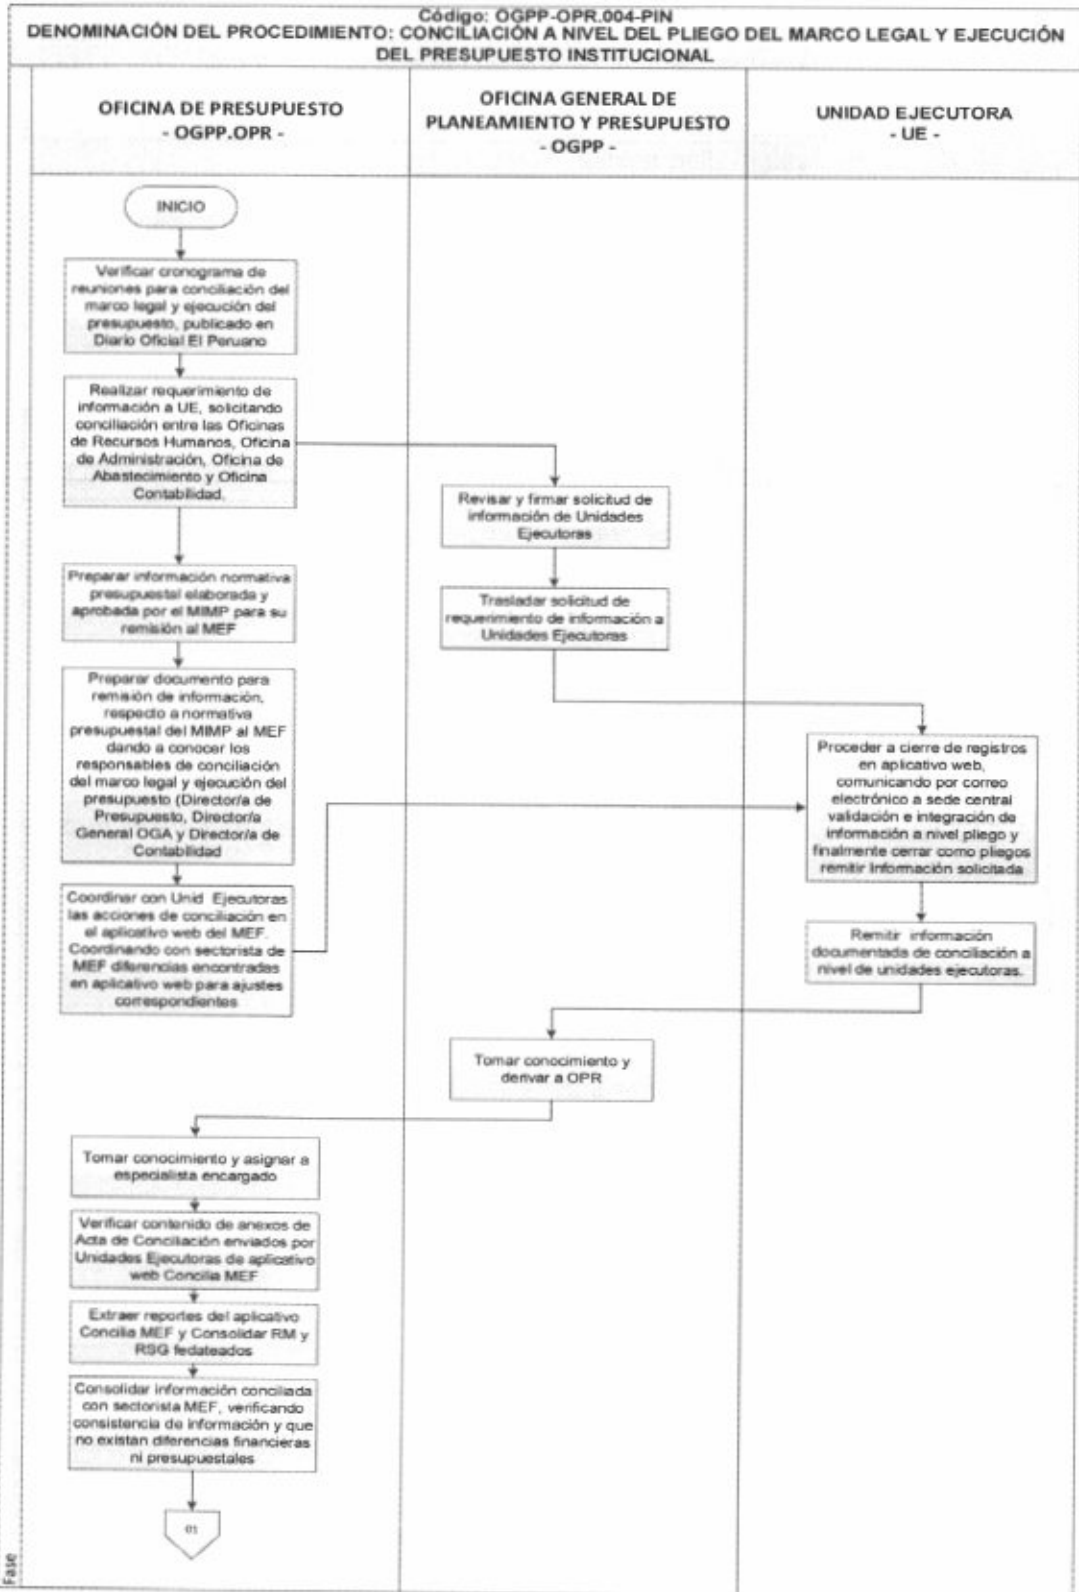 Código: OGPP-OPR.004-PIN
DENOMINACIÓN DEL PROCEDIMIENTO: CONCILIACIÓN A NIVEL DEL PLIEGO DEL MARCO LEGAL Y EJECUCIÓN
DEL PRESUPUESTO INSTITUCIONAL
OFICINA DE PRESUPUESTO
- OGPP.OPR -
OFICINA GENERAL DE
PLANEAMIENTO Y PRESUPUESTO
- OGPP -
UNIDAD EJECUTORA
- UE -
INICIO
Verificar cronograma de
reuniones para conciliación del
marco legal y ejecución del
presupuesto, publicado en
Diario Oficial El Peruano
Realizar requerimiento de
información a UE, solicitando
conciliación entre las Oficinas
de Recursos Humanos, Oficina
de Administración, Oficina de
Abastecimiento y Oficina
Contabilidad.
Revisar y firmar solicitud de
información de Unidades
Ejecutoras
Preparar información normativa
presupuestal elaborada y
aprobada por el MIMP para su
remisión al MEF
Trasladar solicitud de
requerimiento de información a
Unidades Ejecutoras
Preparar documento para
remisión de información,
respecto a normativa
presupuestal del MIMP al MEF
dando a conocer los
responsables de conciliación
del marco legal y ejecución del
presupuesto (Director/a de
Presupuesto, Director/a
General OGA y Director/a de
Contabilidad
Proceder a cierre de registros
en aplicativo web,
comunicando por correo
electrónico a sede central
validación e integración de
información a nivel pliego y
finalmente cerrar como pliegos
remitir Información solicitada
Coordinar con Unid Ejecutoras
las acciones de conciliación en
el aplicativo web del MEF.
Coordinando con sectorista de
MEF diferencias encontradas
en aplicativo web para ajustes
correspondientes
Remitir información
documentada de conciliación a
nivel de unidades ejecutoras.
Tomar conocimiento y
derivar a OPR
Tomar conocimiento y asignar a
especialista encargado
Verificar contenido de anexos de
Acta de Conciliación enviados por
Unidades Ejecutoras de aplicativo
web Concilia MEF
Extraer reportes del aplicativo
Concilia MEF y Consolidar RM y
RSG fedateados
Consolidar información conciliada
con sectorista MEF, verificando
consistencia de información y que
no existan diferencias financieras
ni presupuestales
01
Fase